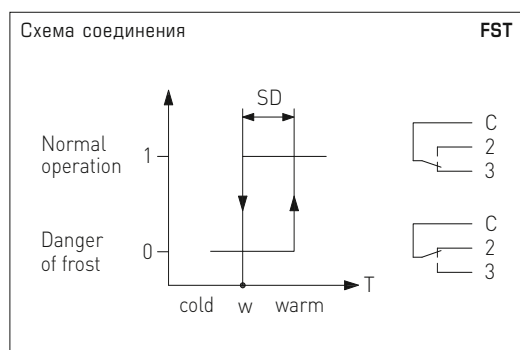 Схема соединения FST
SD
C
Normal
operation
1
2
3
C
Danger
of frost
0
2
3
T
cold w warm